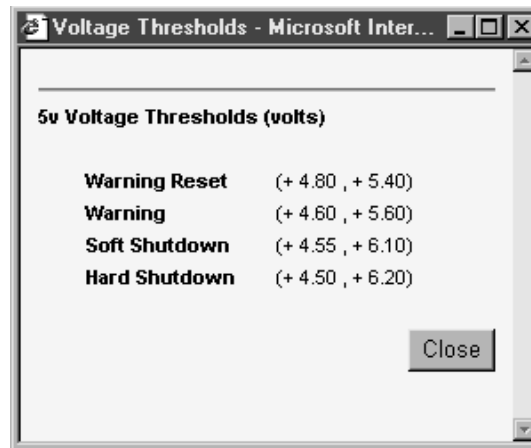 Voltage Thresholds - Microsoft Inter...
5v Voltage Thresholds (volts)
Warning Reset (+ 4.80 , + 5.40)
Warning (+ 4.60 , + 5.60)
Soft Shutdown (+ 4.55 , + 6.10)
Hard Shutdown (+ 4.50 , + 6.20)
Close